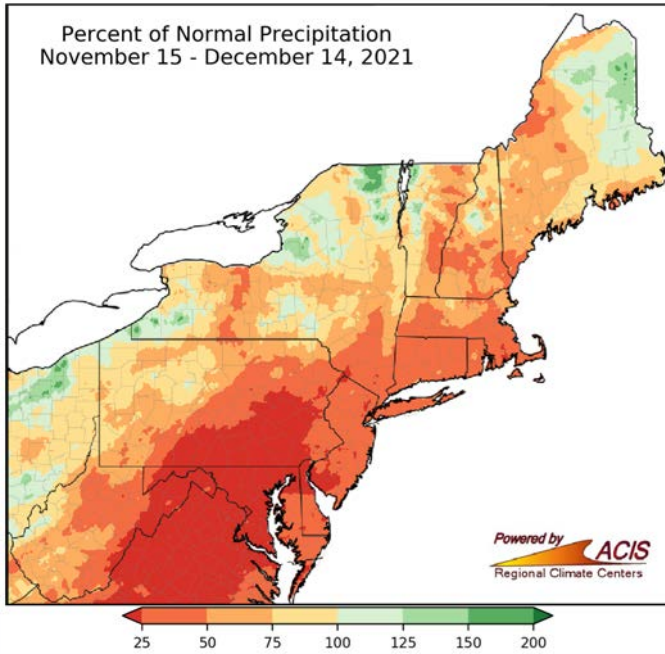 Percent of Normal Precipitation
November 15 - December 14, 2021
Powered by
ACIS
Regional Climate Centers
25 50 75 100 125 150 200